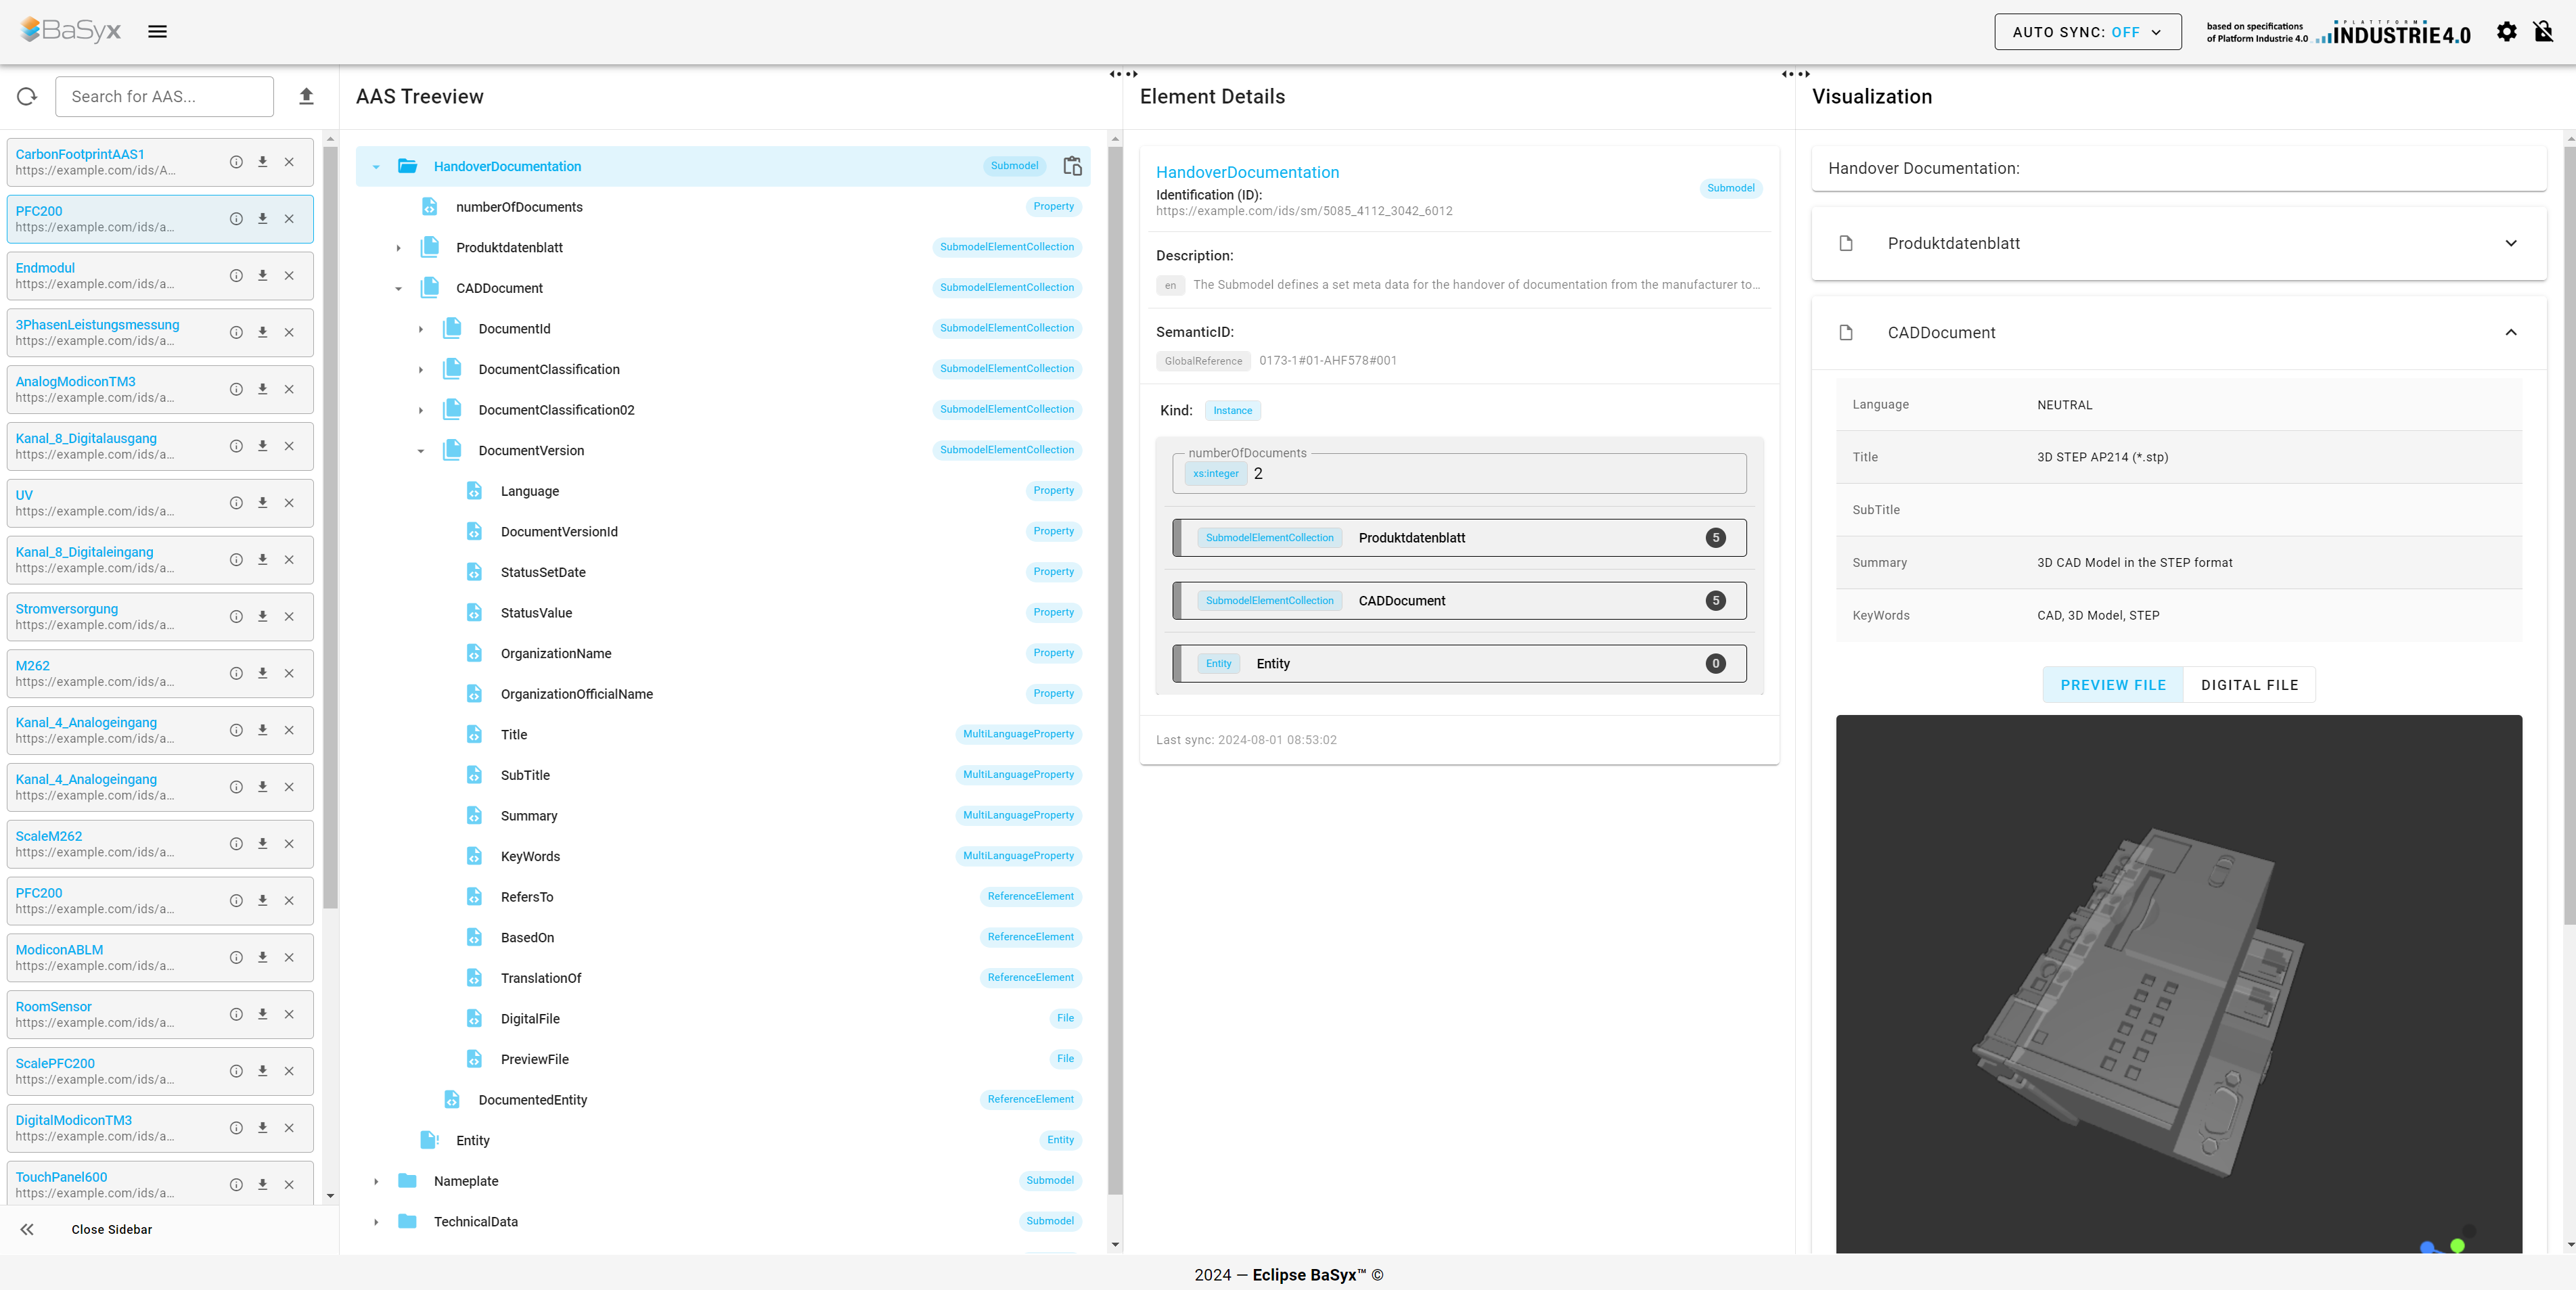 BaSyx
AUTO SYNC: OFF
based on specifications
of Platform Industrie 4.0
PLATTFORM
INDUSTRIE4.0
Search for AAS...
CarbonFootprintAAS1
https://example.com/ids/A...
PFC200
https://example.com/ids/a...
Endmodul
https://example.com/ids/a...
3PhasenLeistungsmessung
https://example.com/ids/a...
AnalogModiconTM3
https://example.com/ids/a...
Kanal_8_Digitalausgang
https://example.com/ids/a...
UV
https://example.com/ids/a...
Kanal_8_Digitaleingang
https://example.com/ids/a...
Stromversorgung
https://example.com/ids/a...
M262
https://example.com/ids/a...
Kanal_4_Analogeingang
https://example.com/ids/a...
Kanal_4_Analogeingang
https://example.com/ids/a...
ScaleM262
https://example.com/ids/a...
PFC200
https://example.com/ids/a...
ModiconABLM
https://example.com/ids/a...
RoomSensor
https://example.com/ids/a...
ScalePFC200
https://example.com/ids/a...
DigitalModiconTM3
https://example.com/ids/a...
TouchPanel600
https://example.com/ids/a...
Close Sidebar
AAS Treeview
HandoverDocumentation Submodel
numberOfDocuments Property
Produktdatenblatt SubmodelElementCollection
CADDocument SubmodelElementCollection
DocumentId SubmodelElementCollection
DocumentClassification SubmodelElementCollection
DocumentClassification02 SubmodelElementCollection
DocumentVersion SubmodelElementCollection
Language Property
DocumentVersionId Property
StatusSetDate Property
StatusValue Property
OrganizationName Property
OrganizationOfficialName Property
Title MultiLanguageProperty
SubTitle MultiLanguageProperty
Summary MultiLanguageProperty
KeyWords MultiLanguageProperty
RefersTo ReferenceElement
BasedOn ReferenceElement
TranslationOf ReferenceElement
DigitalFile File
PreviewFile File
DocumentedEntity ReferenceElement
Entity Entity
Nameplate Submodel
TechnicalData Submodel
Element Details
HandoverDocumentation
Identification (ID):
https://example.com/ids/sm/5085_4112_3042_6012
Submodel
Description:
en The Submodel defines a set meta data for the handover of documentation from the manufacturer to...
SemanticID:
GlobalReference 0173-1#01-AHF578#001
Kind: Instance
numberOfDocuments
xs:integer 2
SubmodelElementCollection Produktdatenblatt 5
SubmodelElementCollection CADDocument 5
Entity Entity 0
Last sync: 2024-08-01 08:53:02
Visualization
Handover Documentation:
Produktdatenblatt
CADDocument
Language NEUTRAL
Title 3D STEP AP214 (*.stp)
SubTitle
Summary 3D CAD Model in the STEP format
KeyWords CAD, 3D Model, STEP
PREVIEW FILE DIGITAL FILE
2024 — Eclipse BaSyx™ ©